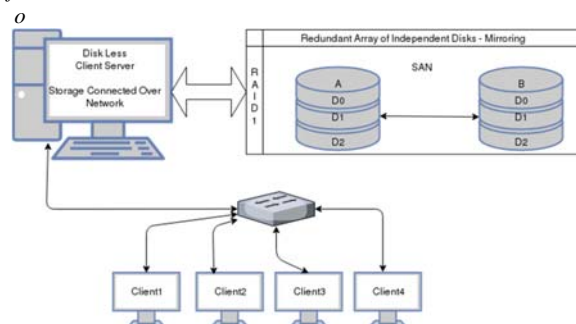 o
Disk Less
Client Server
Storage Connected Over
Network
Redundant Array of Independent Disks - Mirroring
R
A
I
D
1
SAN
A
D0
D1
D2
B
D0
D1
D2
Client1
Client2
Client3
Client4